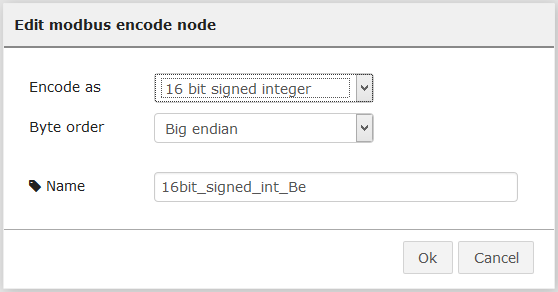 Edit modbus encode node
Encode as 16 bit signed integer
Byte order Big endian
Name 16bit_signed_int_Be
Ok Cancel